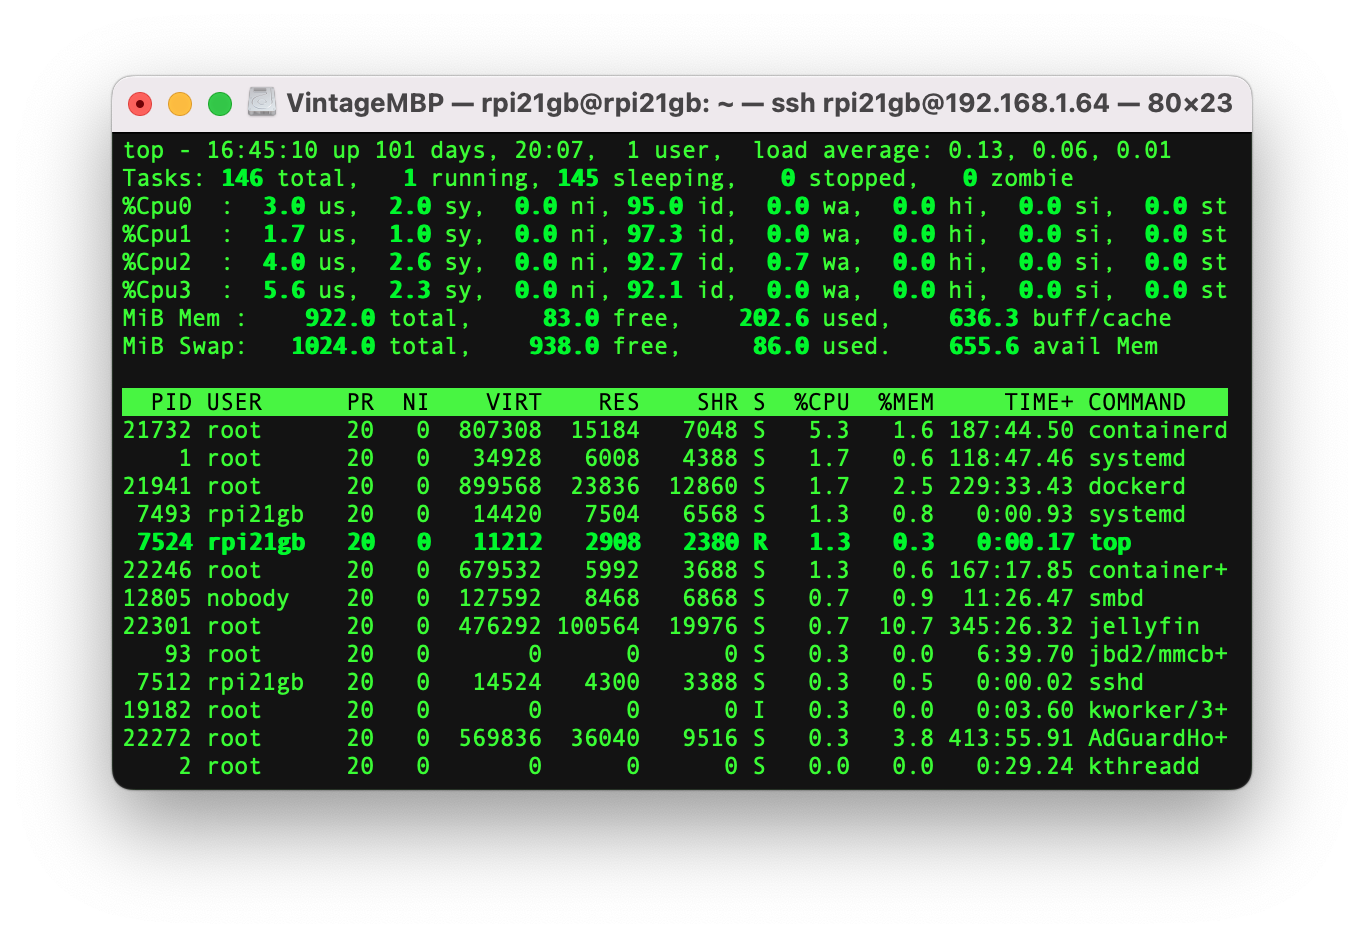 VintageMBP — rpi21gb@rpi21gb: ~ — ssh rpi21gb@192.168.1.64 — 80×23
top - 16:45:10 up 101 days, 20:07,  1 user,  load average: 0.13, 0.06, 0.01
Tasks: 146 total,   1 running, 145 sleeping,   0 stopped,   0 zombie
%Cpu0  :  3.0 us,  2.0 sy,  0.0 ni, 95.0 id,  0.0 wa,  0.0 hi,  0.0 si,  0.0 st
%Cpu1  :  1.7 us,  1.0 sy,  0.0 ni, 97.3 id,  0.0 wa,  0.0 hi,  0.0 si,  0.0 st
%Cpu2  :  4.0 us,  2.6 sy,  0.0 ni, 92.7 id,  0.7 wa,  0.0 hi,  0.0 si,  0.0 st
%Cpu3  :  5.6 us,  2.3 sy,  0.0 ni, 92.1 id,  0.0 wa,  0.0 hi,  0.0 si,  0.0 st
MiB Mem :    922.0 total,     83.0 free,    202.6 used,    636.3 buff/cache
MiB Swap:   1024.0 total,    938.0 free,     86.0 used.    655.6 avail Mem
  PID USER      PR  NI    VIRT    RES    SHR S  %CPU  %MEM     TIME+ COMMAND
21732 root      20   0  807308  15184   7048 S   5.3   1.6 187:44.50 containerd
    1 root      20   0   34928   6008   4388 S   1.7   0.6 118:47.46 systemd
21941 root      20   0  899568  23836  12860 S   1.7   2.5 229:33.43 dockerd
 7493 rpi21gb   20   0   14420   7504   6568 S   1.3   0.8   0:00.93 systemd
 7524 rpi21gb   20   0   11212   2908   2380 R   1.3   0.3   0:00.17 top
22246 root      20   0  679532   5992   3688 S   1.3   0.6 167:17.85 container+
12805 nobody    20   0  127592   8468   6868 S   0.7   0.9  11:26.47 smbd
22301 root      20   0  476292 100564  19976 S   0.7  10.7 345:26.32 jellyfin
   93 root      20   0       0      0      0 S   0.3   0.0   6:39.70 jbd2/mmcb+
 7512 rpi21gb   20   0   14524   4300   3388 S   0.3   0.5   0:00.02 sshd
19182 root      20   0       0      0      0 I   0.3   0.0   0:03.60 kworker/3+
22272 root      20   0  569836  36040   9516 S   0.3   3.8 413:55.91 AdGuardHo+
    2 root      20   0       0      0      0 S   0.0   0.0   0:29.24 kthreadd